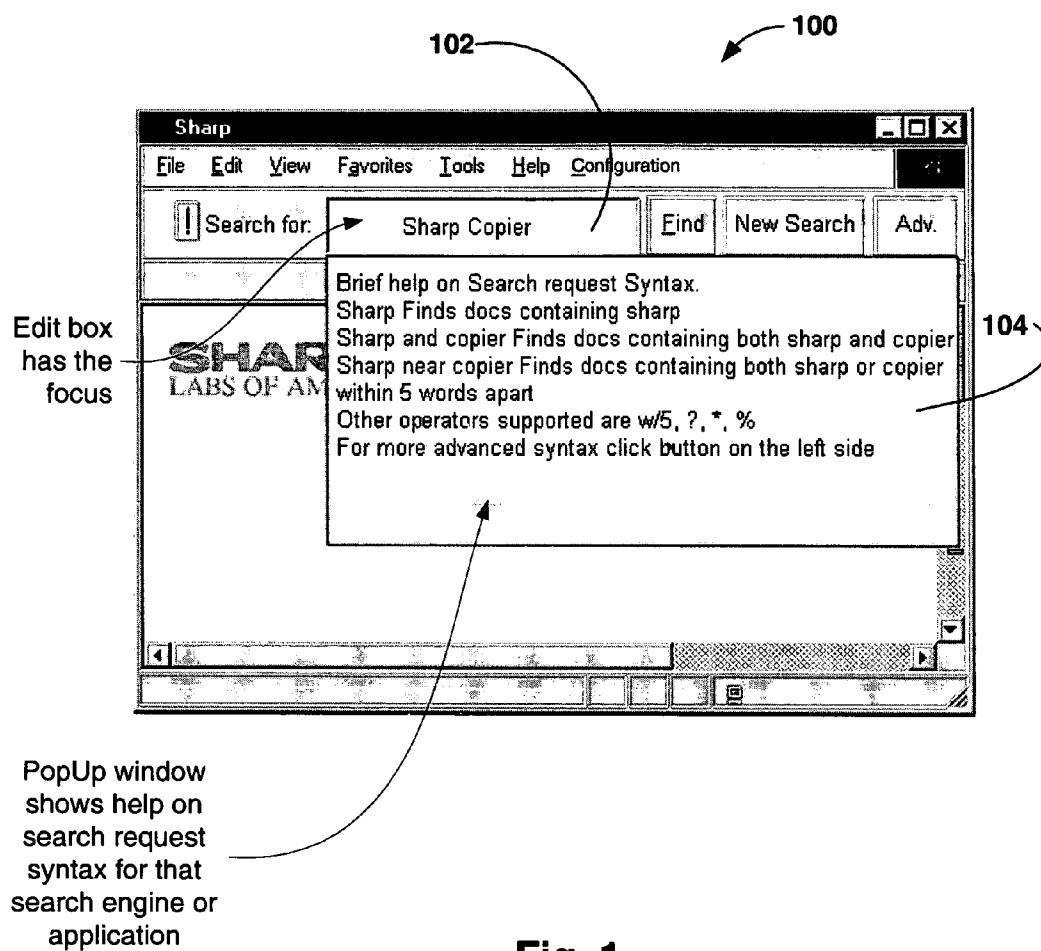 100
102
Sharp
File Edit View Favorites Tools Help Configuration
! Search for: Sharp Copier Find New Search Adv.
Brief help on Search request Syntax.
Sharp Finds docs containing sharp
Sharp and copier Finds docs containing both sharp and copier
Sharp near copier Finds docs containing both sharp or copier
within 5 words apart
Other operators supported are w/5, ?, *, %
For more advanced syntax click button on the left side
104
Edit box
has the
focus
SHAR
LABS OF AM
PopUp window
shows help on
search request
syntax for that
search engine or
application
Fig. 1